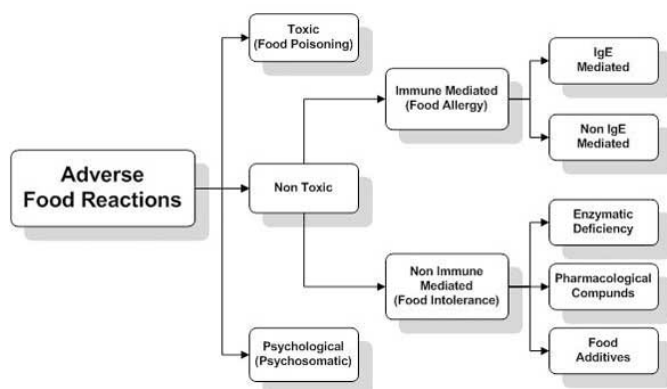 Toxic
(Food Poisoning)
IgE
Mediated
Immune Mediated
(Food Allergy)
Non IgE
Mediated
Adverse
Food Reactions
Non Toxic
Enzymatic
Deficiency
Non Immune
Mediated
(Food Intolerance)
Pharmacological
Compunds
Psychological
(Psychosomatic)
Food
Additives